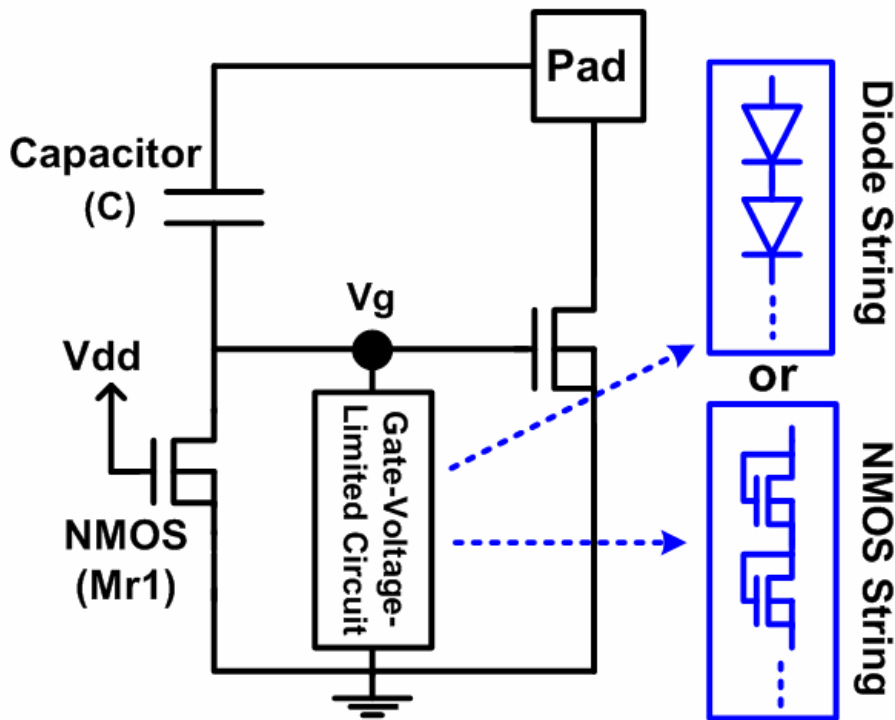 Pad
Capacitor
(C)
Vg
Vdd
NMOS
(Mr1)
Gate-Voltage-
Limited Circuit
Diode String
or
NMOS String